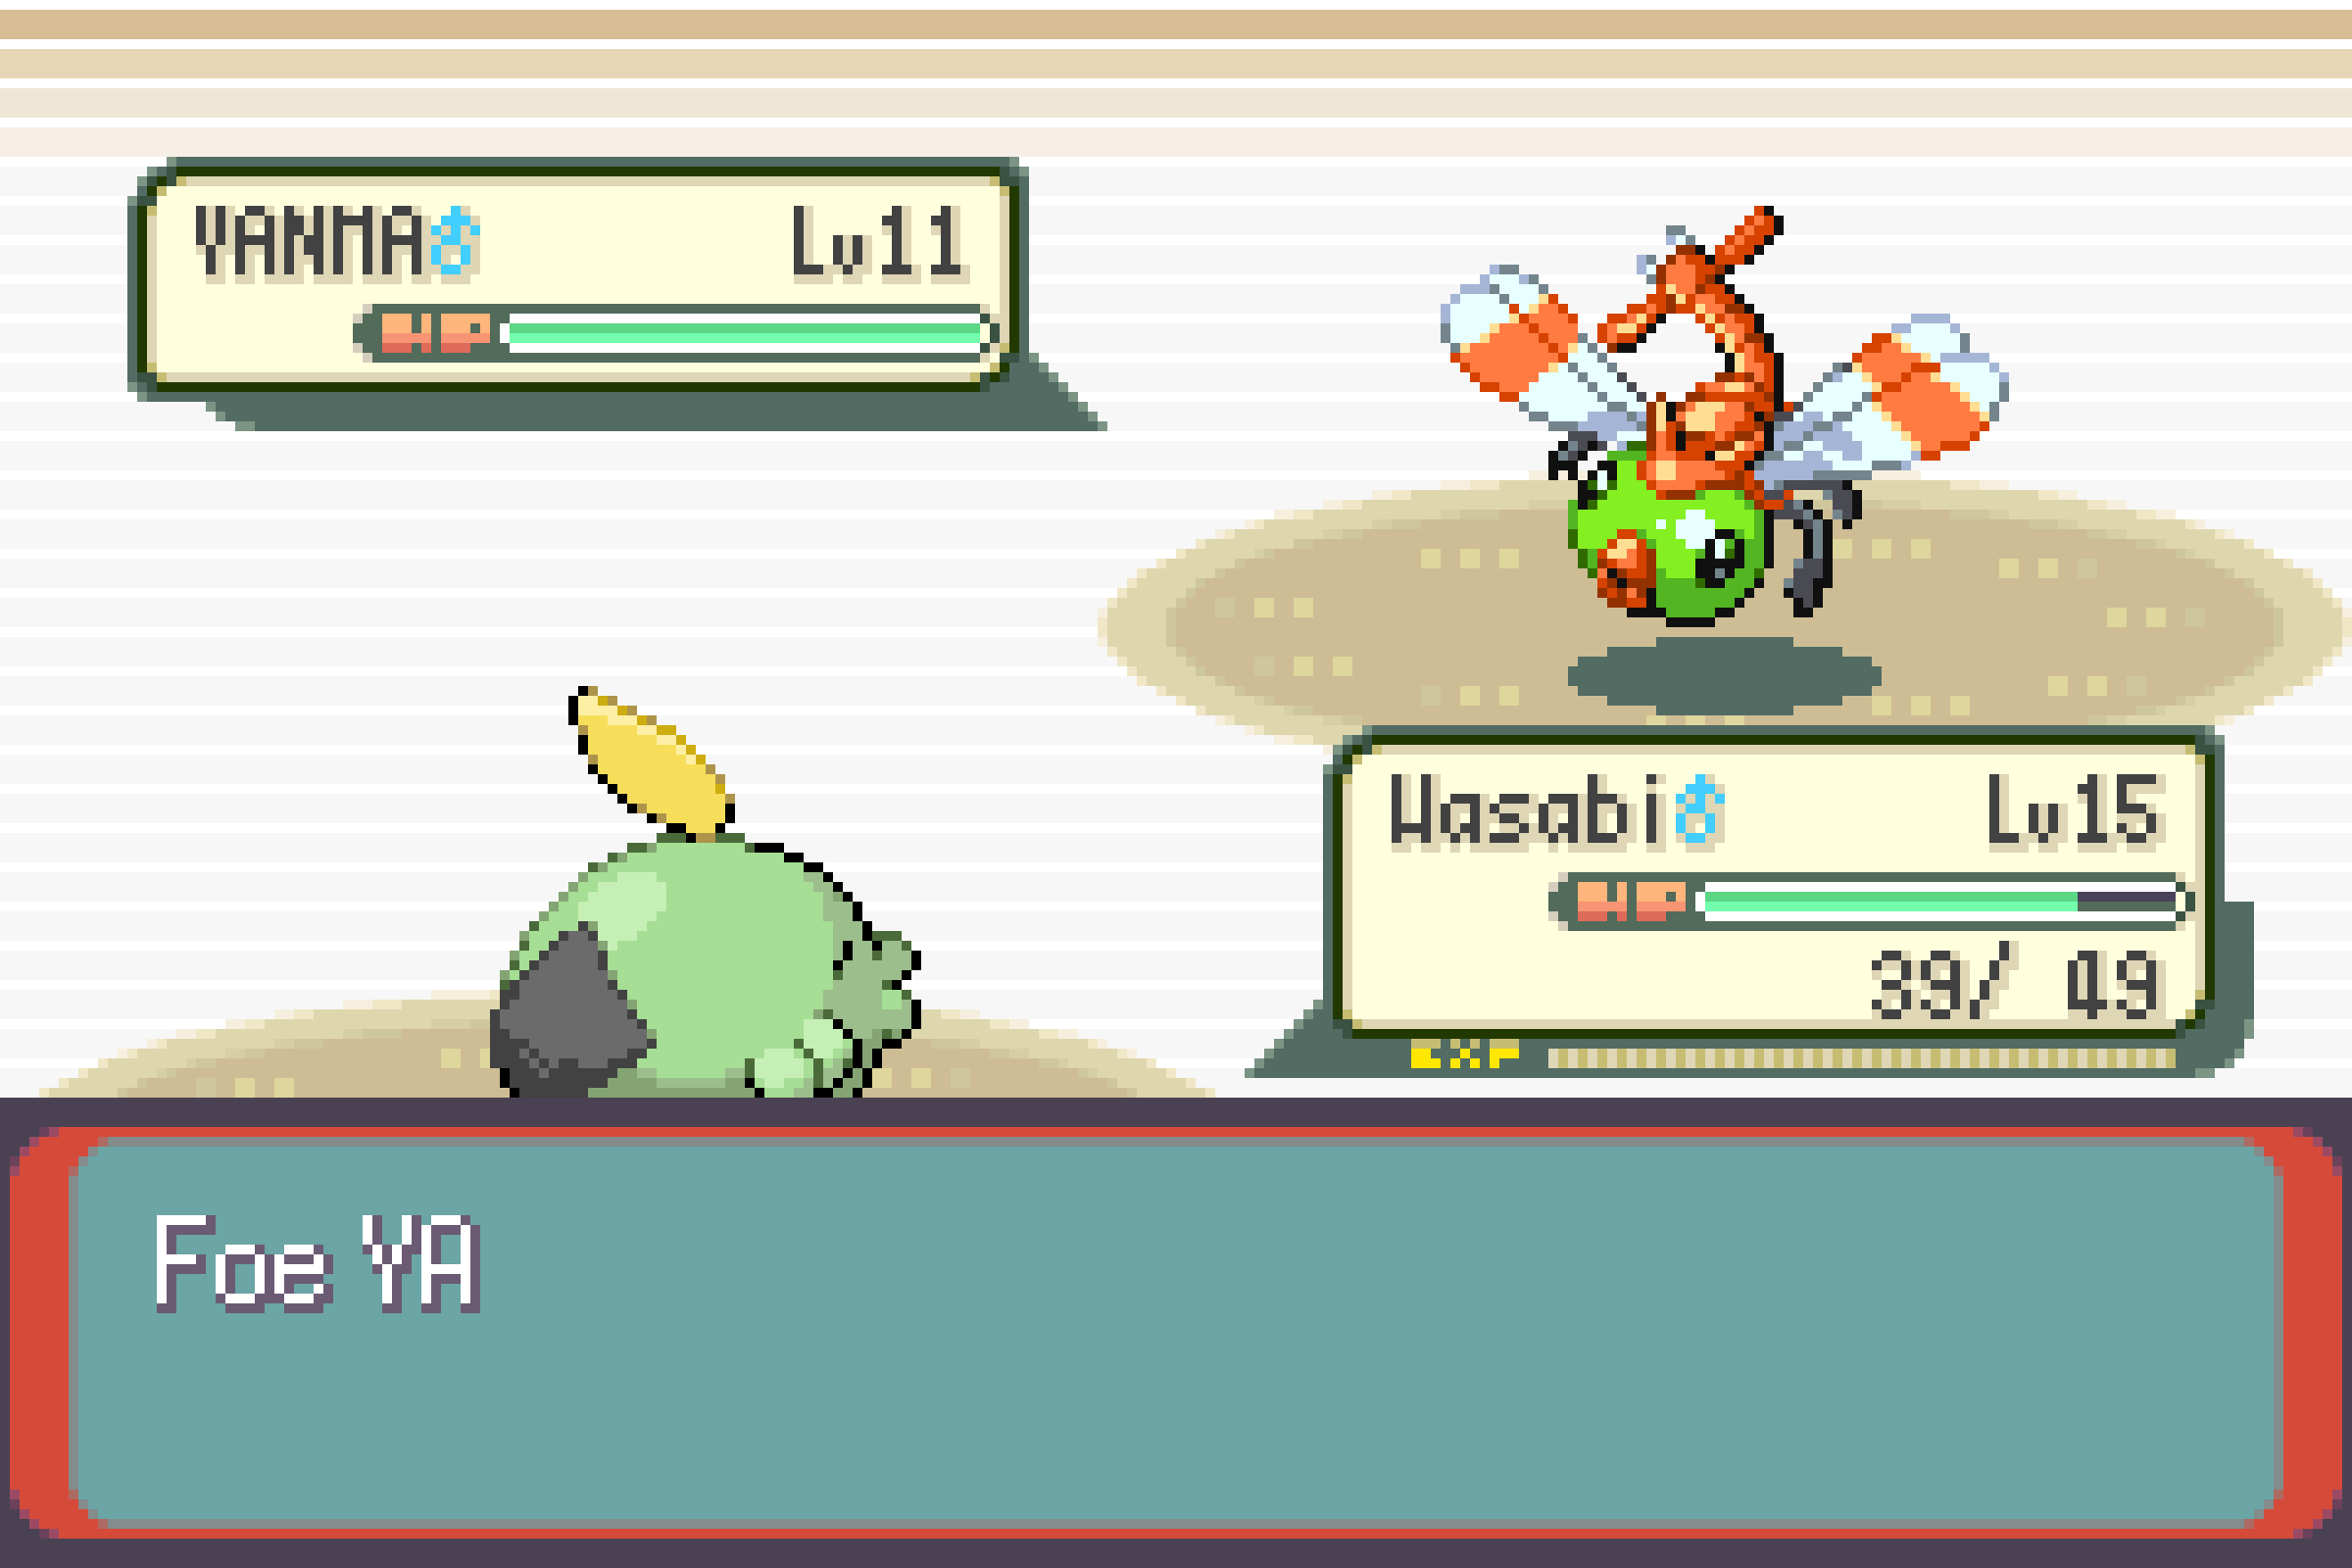 YANMA♂ Lv11
HP
Wasabi♂ Lv15
HP
39/ 49
EXP
Foe YA